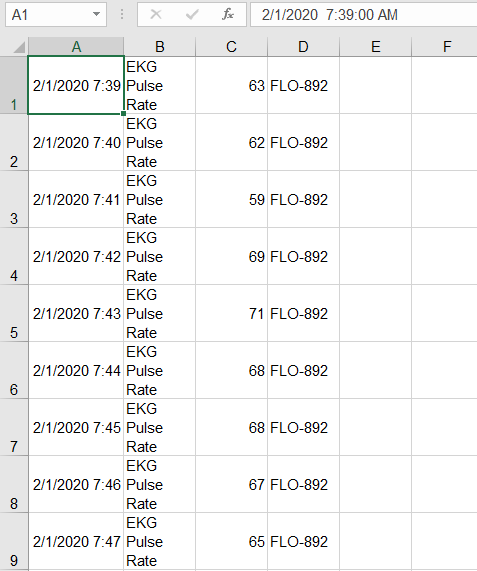 A1 fx 2/1/2020 7:39:00 AM
A B C D E F
1 2/1/2020 7:39 EKG Pulse Rate 63 FLO-892
2 2/1/2020 7:40 EKG Pulse Rate 62 FLO-892
3 2/1/2020 7:41 EKG Pulse Rate 59 FLO-892
4 2/1/2020 7:42 EKG Pulse Rate 69 FLO-892
5 2/1/2020 7:43 EKG Pulse Rate 71 FLO-892
6 2/1/2020 7:44 EKG Pulse Rate 68 FLO-892
7 2/1/2020 7:45 EKG Pulse Rate 68 FLO-892
8 2/1/2020 7:46 EKG Pulse Rate 67 FLO-892
9 2/1/2020 7:47 EKG Pulse Rate 65 FLO-892